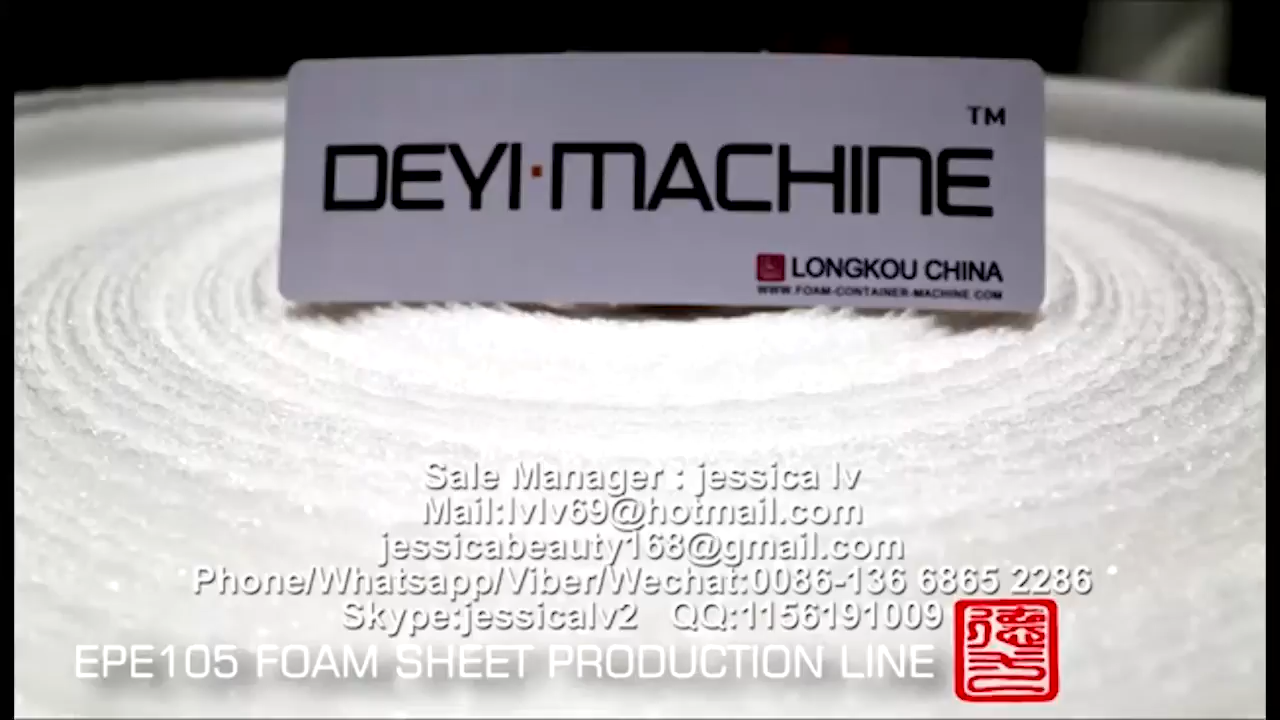 TM
DEYI·MACHINE
LONGKOU CHINA
WWW.FOAM-CONTAINER-MACHINE.COM
Sale Manager : jessica lv
Mail:lvlv69@hotmail.com
jessicabeauty168@gmail.com
Phone/Whatsapp/Viber/Wechat:0086-136 6865 2286
Skype:jessicalv2 QQ:1156191009
EPE105 FOAM SHEET PRODUCTION LINE